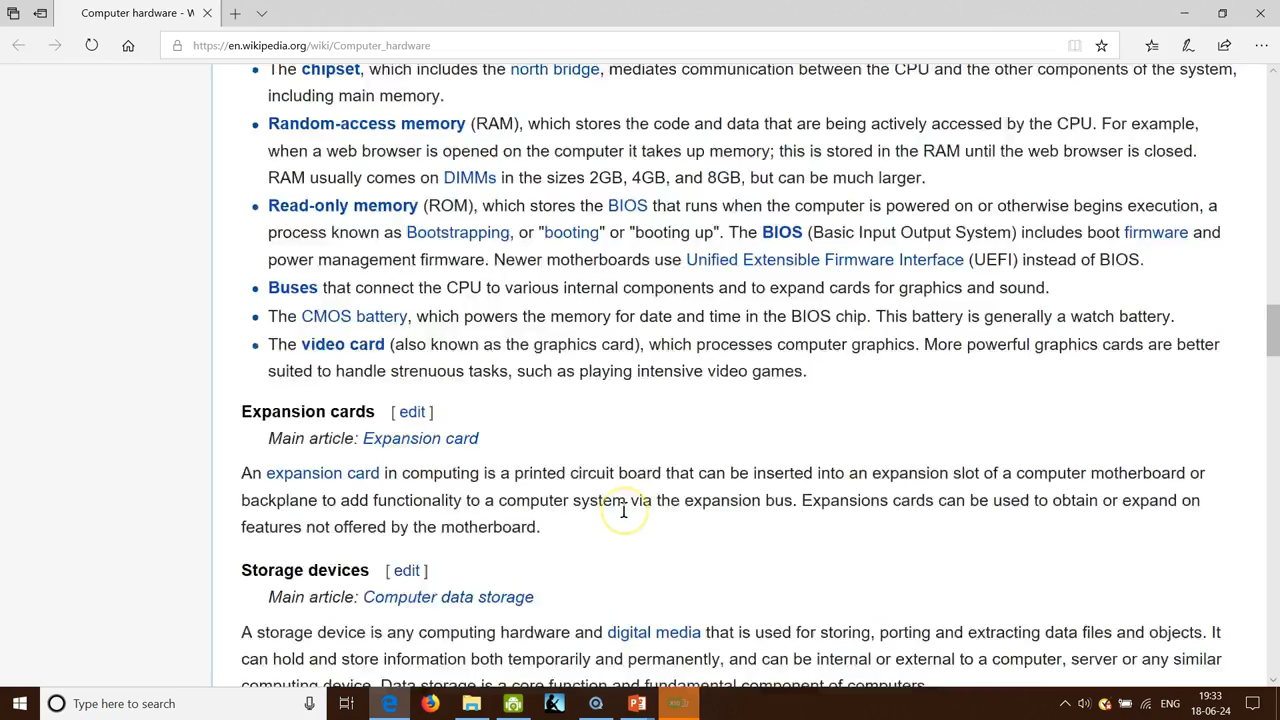 Computer hardware - W
https://en.wikipedia.org/wiki/Computer_hardware
The chipset, which includes the north bridge, mediates communication between the CPU and the other components of the system,
including main memory.
Random-access memory (RAM), which stores the code and data that are being actively accessed by the CPU. For example,
when a web browser is opened on the computer it takes up memory; this is stored in the RAM until the web browser is closed.
RAM usually comes on DIMMs in the sizes 2GB, 4GB, and 8GB, but can be much larger.
Read-only memory (ROM), which stores the BIOS that runs when the computer is powered on or otherwise begins execution, a
process known as Bootstrapping, or "booting" or "booting up". The BIOS (Basic Input Output System) includes boot firmware and
power management firmware. Newer motherboards use Unified Extensible Firmware Interface (UEFI) instead of BIOS.
Buses that connect the CPU to various internal components and to expand cards for graphics and sound.
The CMOS battery, which powers the memory for date and time in the BIOS chip. This battery is generally a watch battery.
The video card (also known as the graphics card), which processes computer graphics. More powerful graphics cards are better
suited to handle strenuous tasks, such as playing intensive video games.
Expansion cards [ edit ]
Main article: Expansion card
An expansion card in computing is a printed circuit board that can be inserted into an expansion slot of a computer motherboard or
backplane to add functionality to a computer system via the expansion bus. Expansions cards can be used to obtain or expand on
features not offered by the motherboard.
Storage devices [ edit ]
Main article: Computer data storage
A storage device is any computing hardware and digital media that is used for storing, porting and extracting data files and objects. It
can hold and store information both temporarily and permanently, and can be internal or external to a computer, server or any similar
computing device. Data storage is a core function and fundamental component of computers.
Type here to search
ENG
19:33
18-06-24